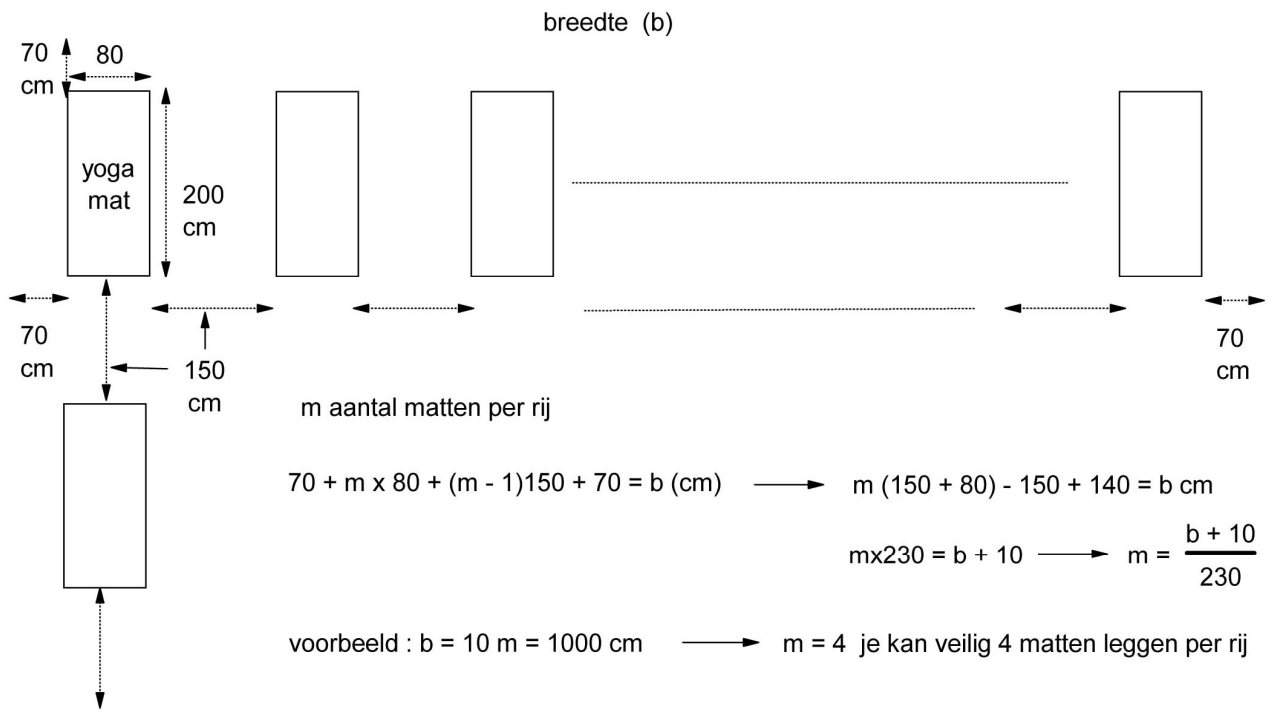 breedte (b)
70
cm
80
yoga
mat
200
cm
70
cm
150
cm
70
cm
m aantal matten per rij
70 + m x 80 + (m - 1)150 + 70 = b (cm) → m (150 + 80) - 150 + 140 = b cm
mx230 = b + 10 → m = b + 10
230
voorbeeld : b = 10 m = 1000 cm → m = 4 je kan veilig 4 matten leggen per rij